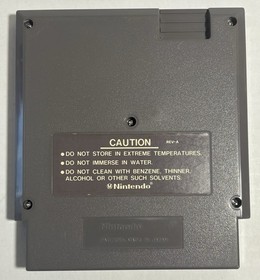 CAUTION
REV-A
●DO NOT STORE IN EXTREME TEMPERATURES.
●DO NOT IMMERSE IN WATER.
●DO NOT CLEAN WITH BENZENE, THINNER,
ALCOHOL OR OTHER SUCH SOLVENTS.
Nintendo
Nintendo